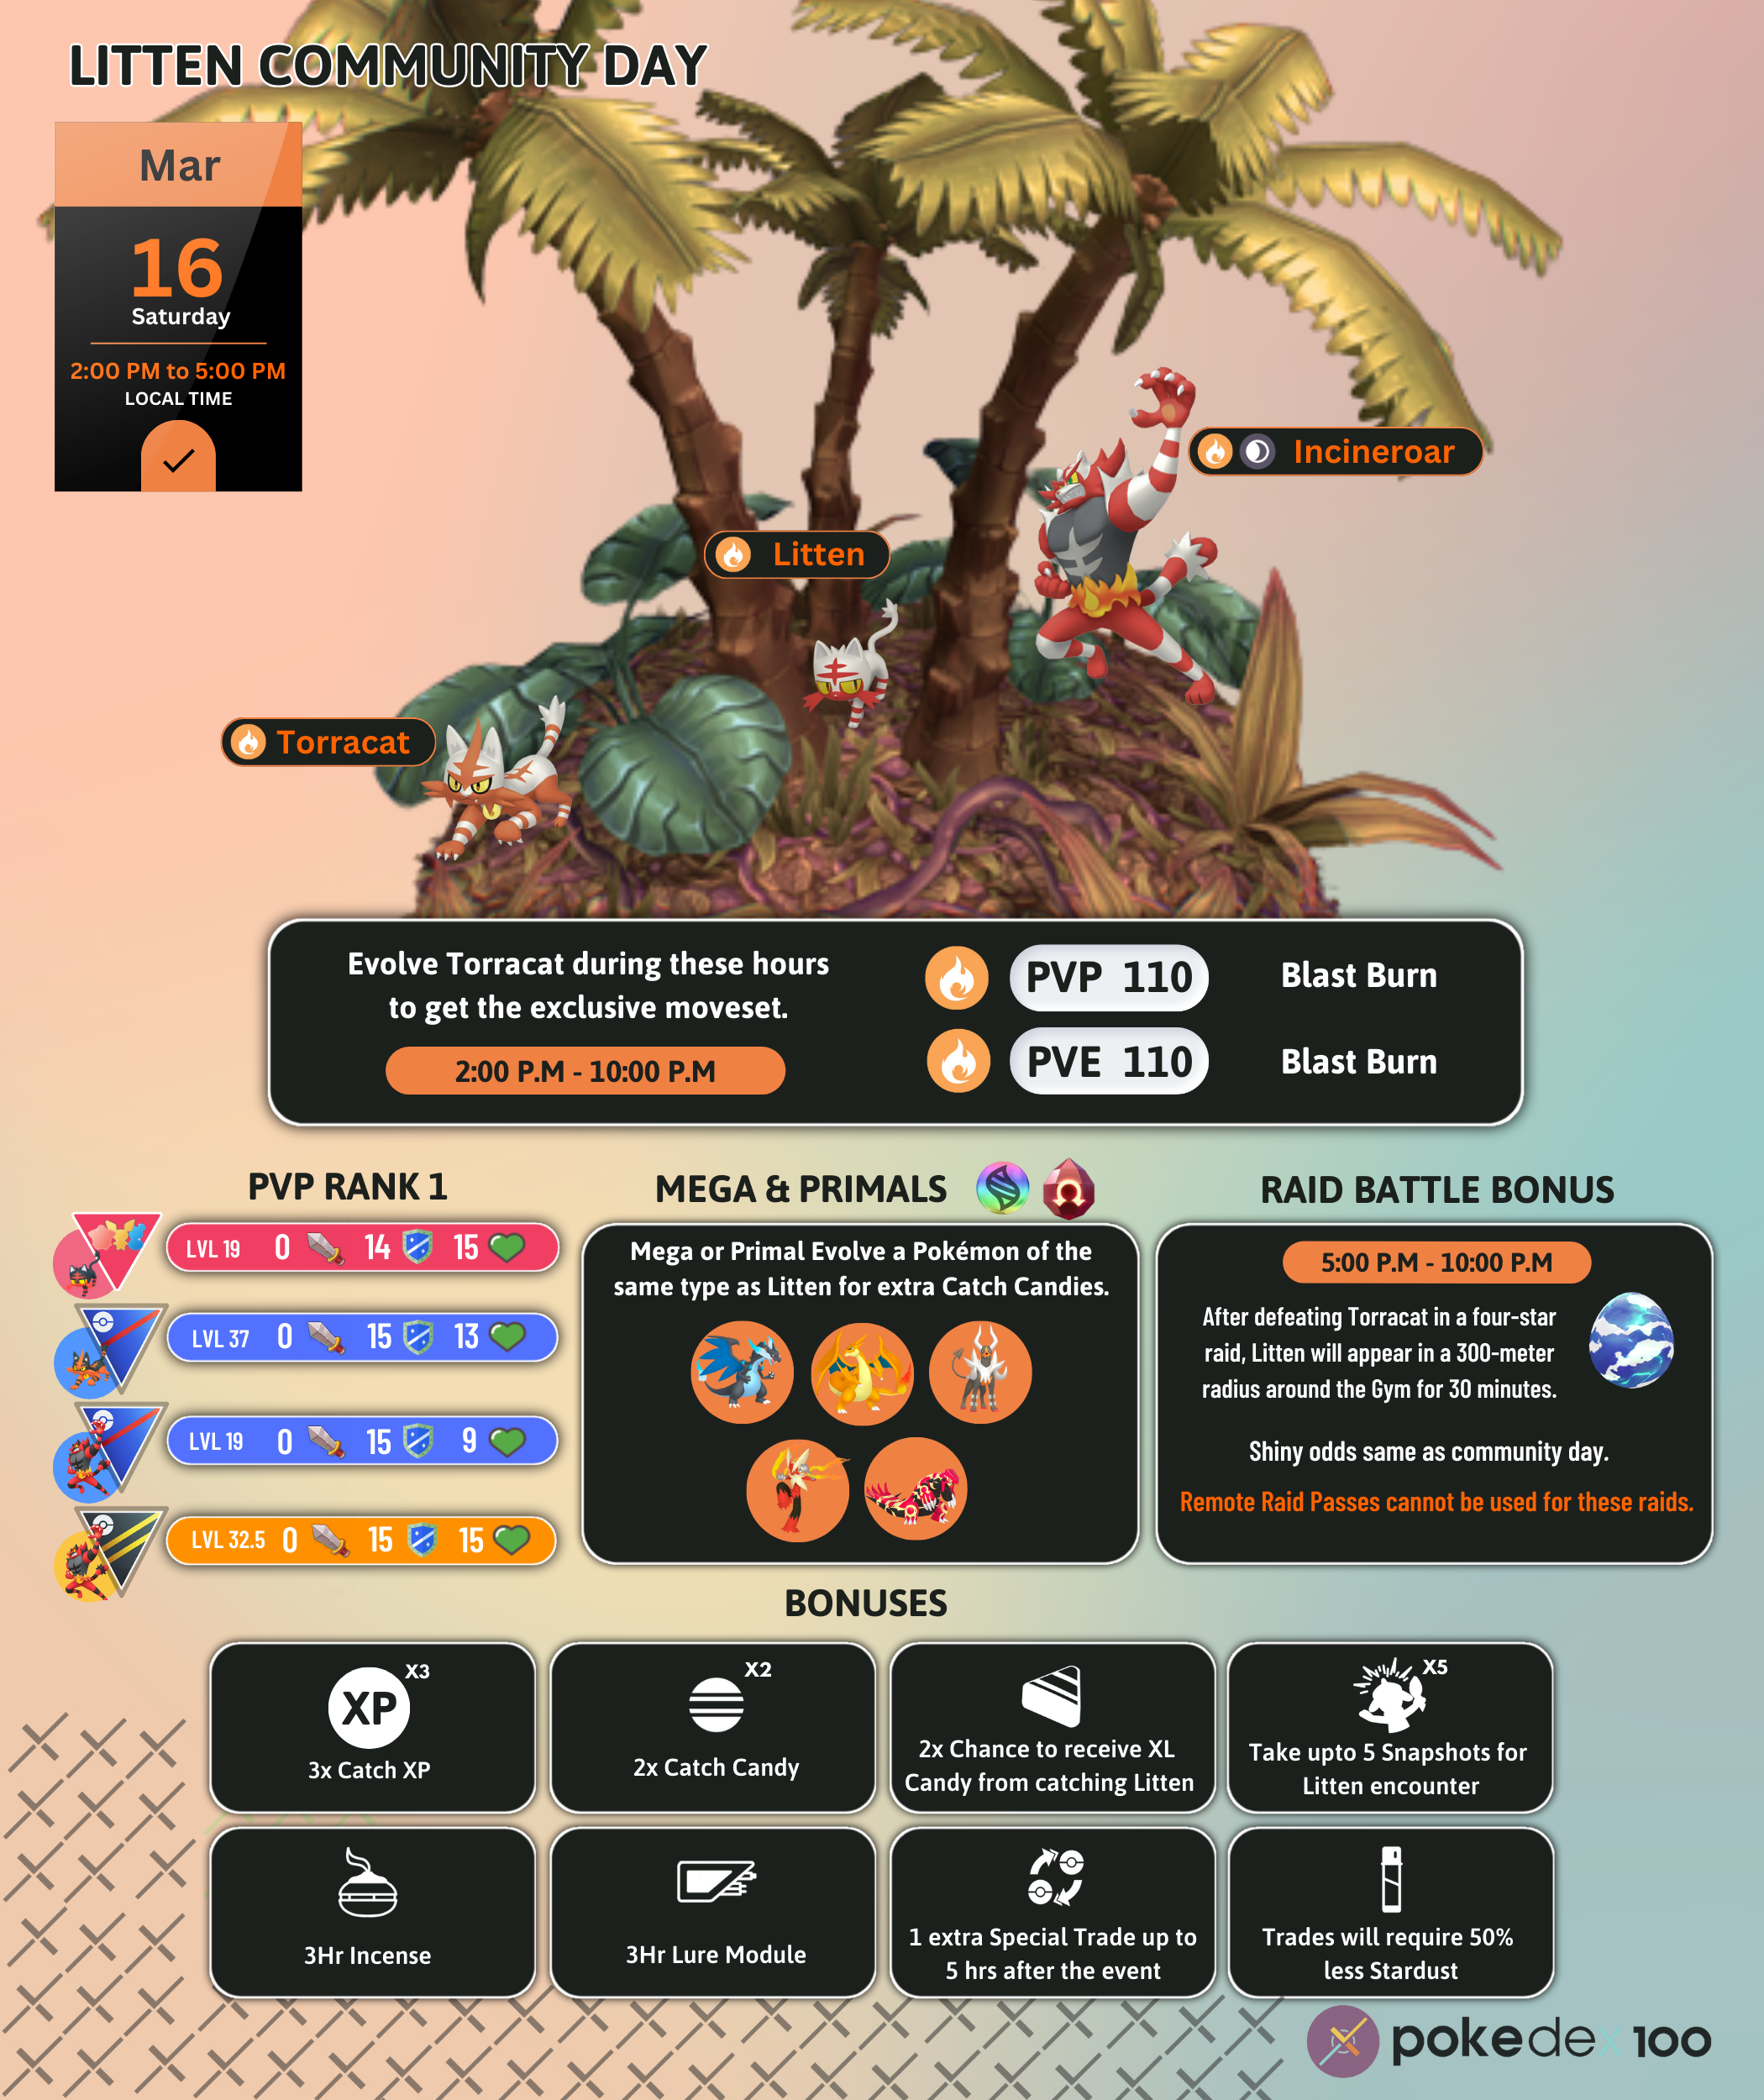 LITTEN COMMUNITY DAY
Mar
16
Saturday
2:00 PM to 5:00 PM
LOCAL TIME
Incineroar
Litten
Torracat
Evolve Torracat during these hours
to get the exclusive moveset.
2:00 P.M - 10:00 P.M
PVP 110 Blast Burn
PVE 110 Blast Burn
PVP RANK 1
LVL 19 0 14 15
LVL 37 0 15 13
LVL 19 0 15 9
LVL 32.5 0 15 15
MEGA & PRIMALS
Mega or Primal Evolve a Pokémon of the
same type as Litten for extra Catch Candies.
RAID BATTLE BONUS
5:00 P.M - 10:00 P.M
After defeating Torracat in a four-star
raid, Litten will appear in a 300-meter
radius around the Gym for 30 minutes.
Shiny odds same as community day.
Remote Raid Passes cannot be used for these raids.
BONUSES
XP X3
3x Catch XP
X2
2x Catch Candy
2x Chance to receive XL
Candy from catching Litten
X5
Take upto 5 Snapshots for
Litten encounter
3Hr Incense
3Hr Lure Module
1 extra Special Trade up to
5 hrs after the event
Trades will require 50%
less Stardust
pokedex100